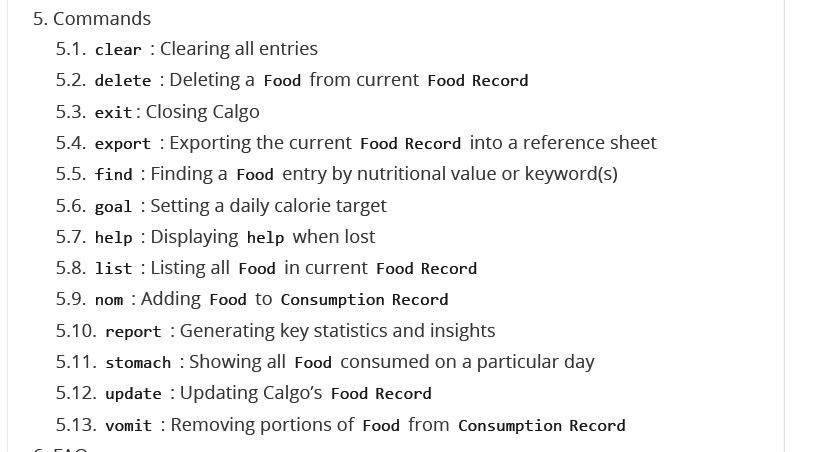 5. Commands
5.1. clear : Clearing all entries
5.2. delete : Deleting a Food from current Food Record
5.3. exit: Closing Calgo
5.4. export : Exporting the current Food Record into a reference sheet
5.5. find : Finding a Food entry by nutritional value or keyword(s)
5.6. goal : Setting a daily calorie target
5.7. help : Displaying help when lost
5.8. list : Listing all Food in current Food Record
5.9. nom : Adding Food to Consumption Record
5.10. report : Generating key statistics and insights
5.11. stomach : Showing all Food consumed on a particular day
5.12. update : Updating Calgo’s Food Record
5.13. vomit : Removing portions of Food from Consumption Record